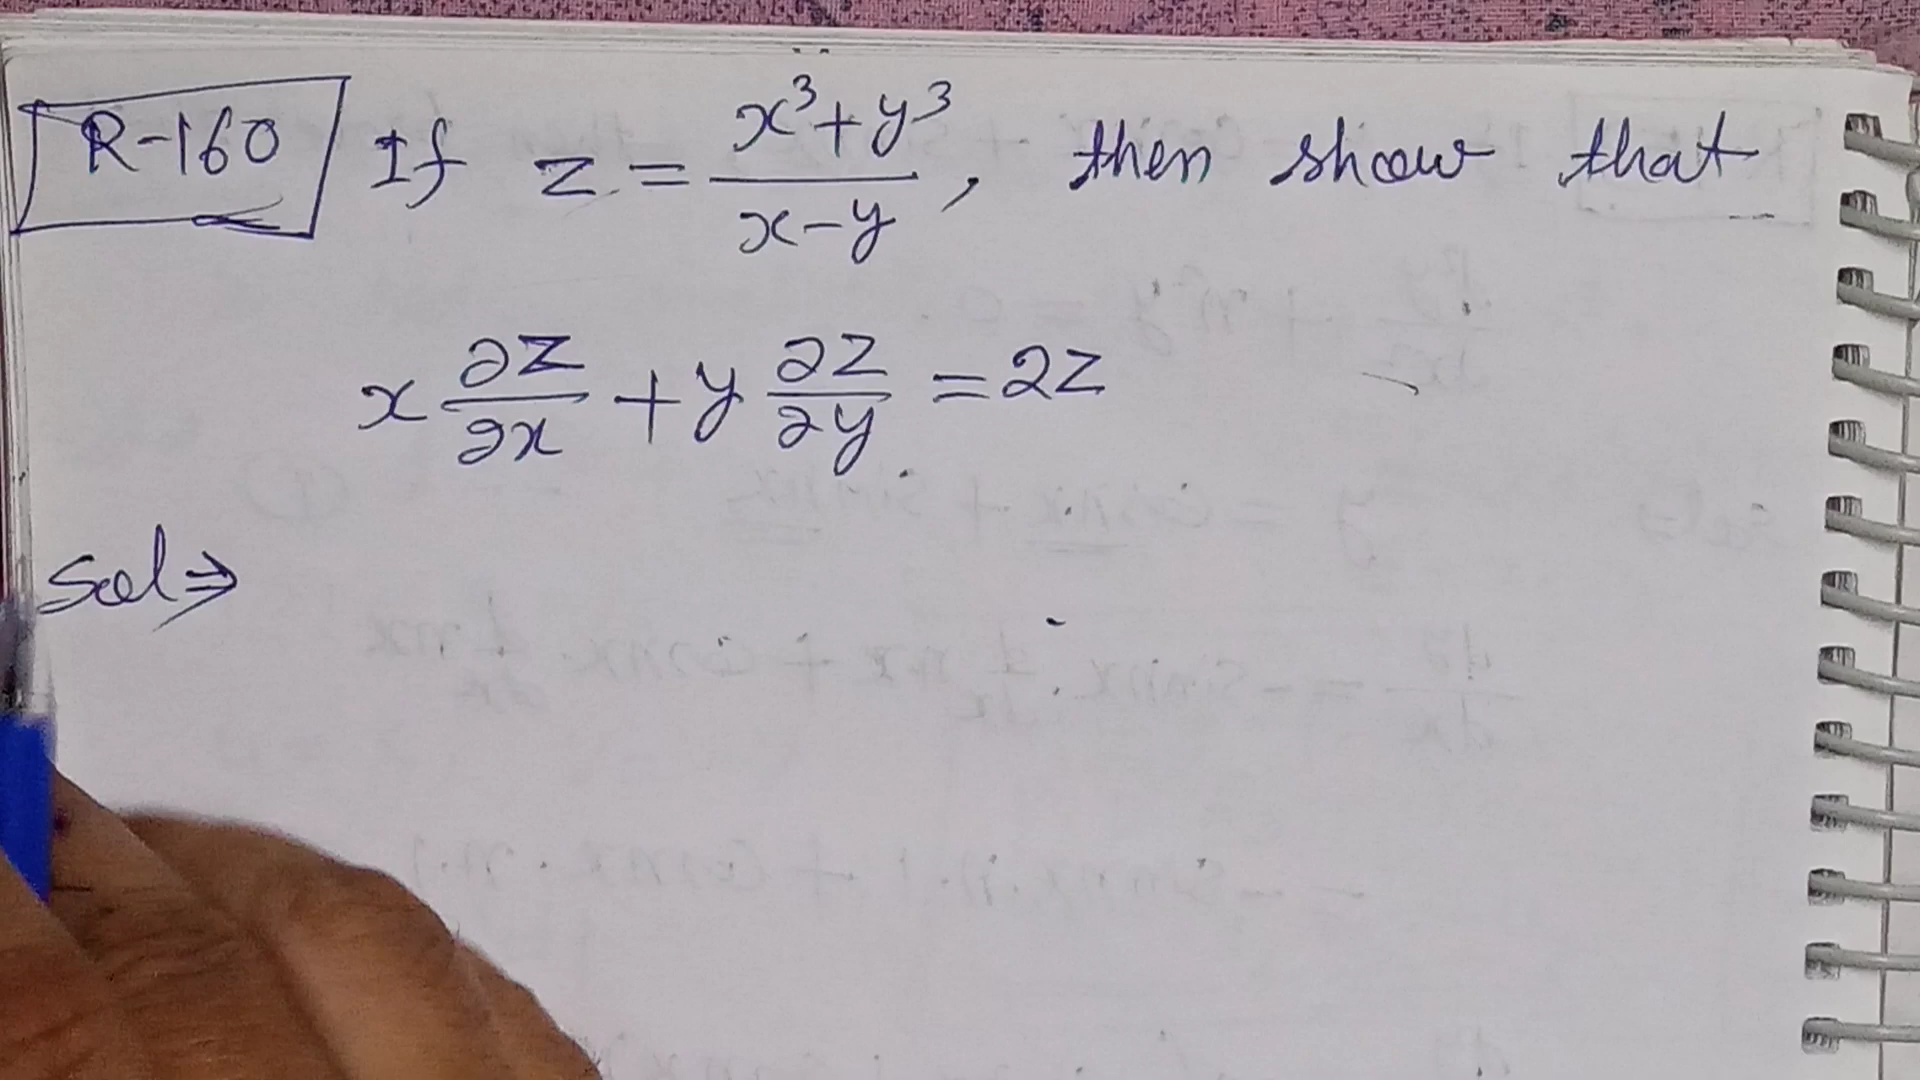 R-160 If z = x³+y³/x-y, then show that
x ∂z/∂x + y ∂z/∂y = 2z
Sol ⇒